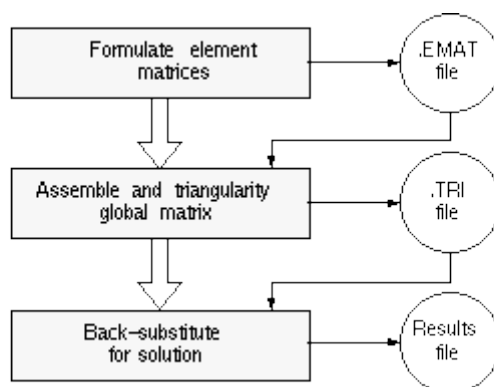 Formulate element
matrices
.EMAT
file
Assemble and triangularity
global matrix
.TRI
file
Back-substitute
for solution
Results
file